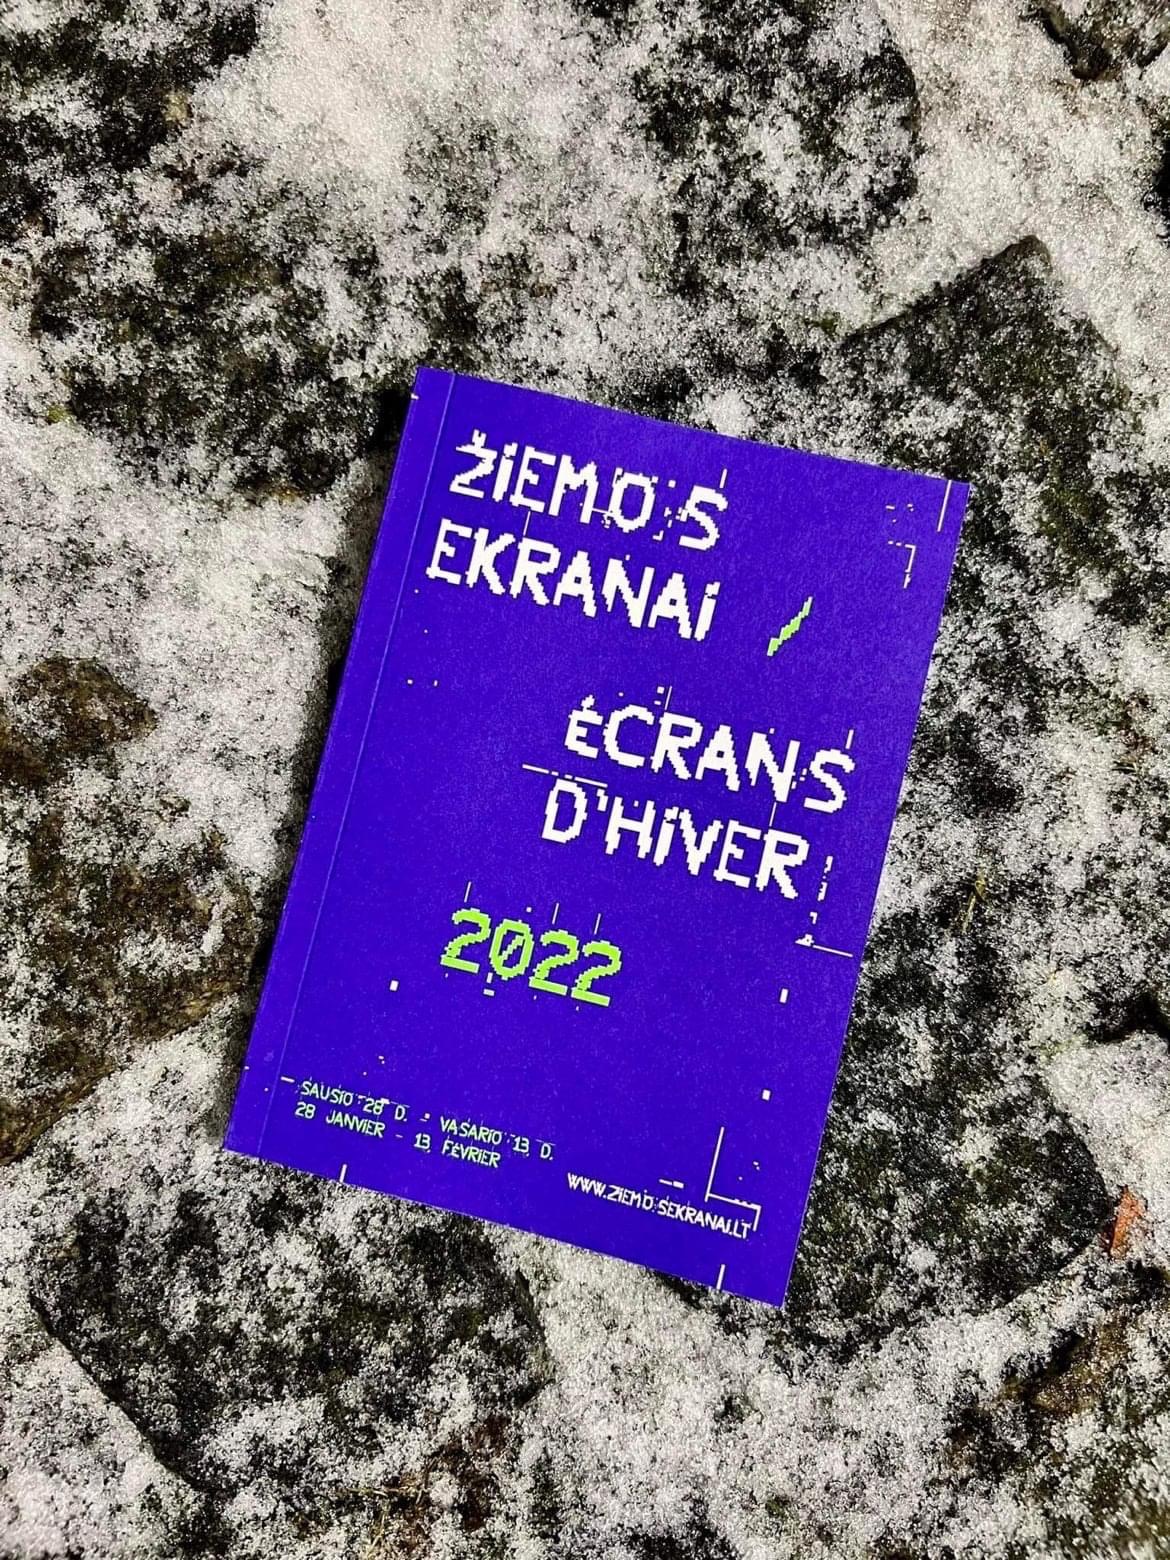 ŽIEMOS
EKRANAI /
ÉCRANS
D'HIVER
2022
SAUSIO 28 D. - VASARIO 13 D.
28 JANVIER - 13 FÉVRIER
WWW.ZIEMOSEKRANAI.LT